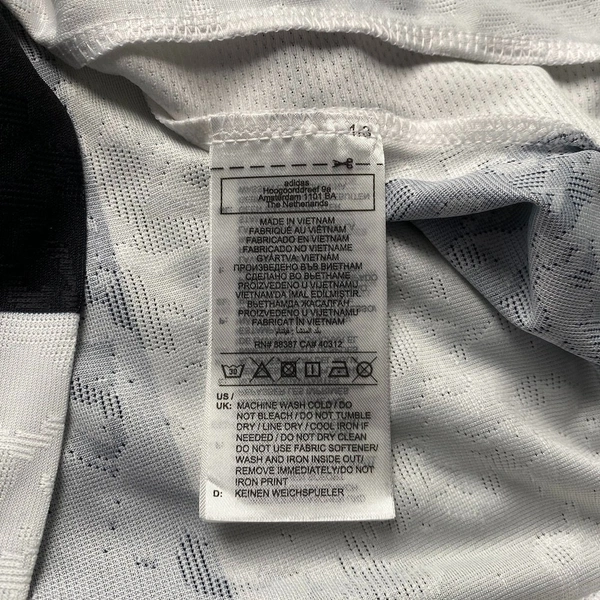 adidas
Hoogoorddreef 9a
Amsterdam 1101 BA
The Netherlands
MADE IN VIETNAM
FABRIQUÉ AU VIÊTNAM
FABRICADO EN VIETNAM
FABRICADO NO VIETNAME
GYÁRTVA: VIETNAM
ПРОИЗВЕДЕНО ВЪВ ВИЕТНАМ
СДЕЛАНО ВО ВЬЕТНАМЕ
PROIZVEDENO U VIJETNAMU
VIETNAM'DA İMAL EDİLMİŞTİR.
ВЬЕТНАМДА ЖАСАЛҒАН
PROIZVEDENO U VIJETNAMU
FABRICAT ÎN VIETNAM
RN# 88387 CA# 40312
30
US /
UK: MACHINE WASH COLD / DO
NOT BLEACH / DO NOT TUMBLE
DRY / LINE DRY / COOL IRON IF
NEEDED / DO NOT DRY CLEAN
DO NOT USE FABRIC SOFTENER/
WASH AND IRON INSIDE OUT/
REMOVE IMMEDIATELY/DO NOT
IRON PRINT
D: KEINEN WEICHSPUELER